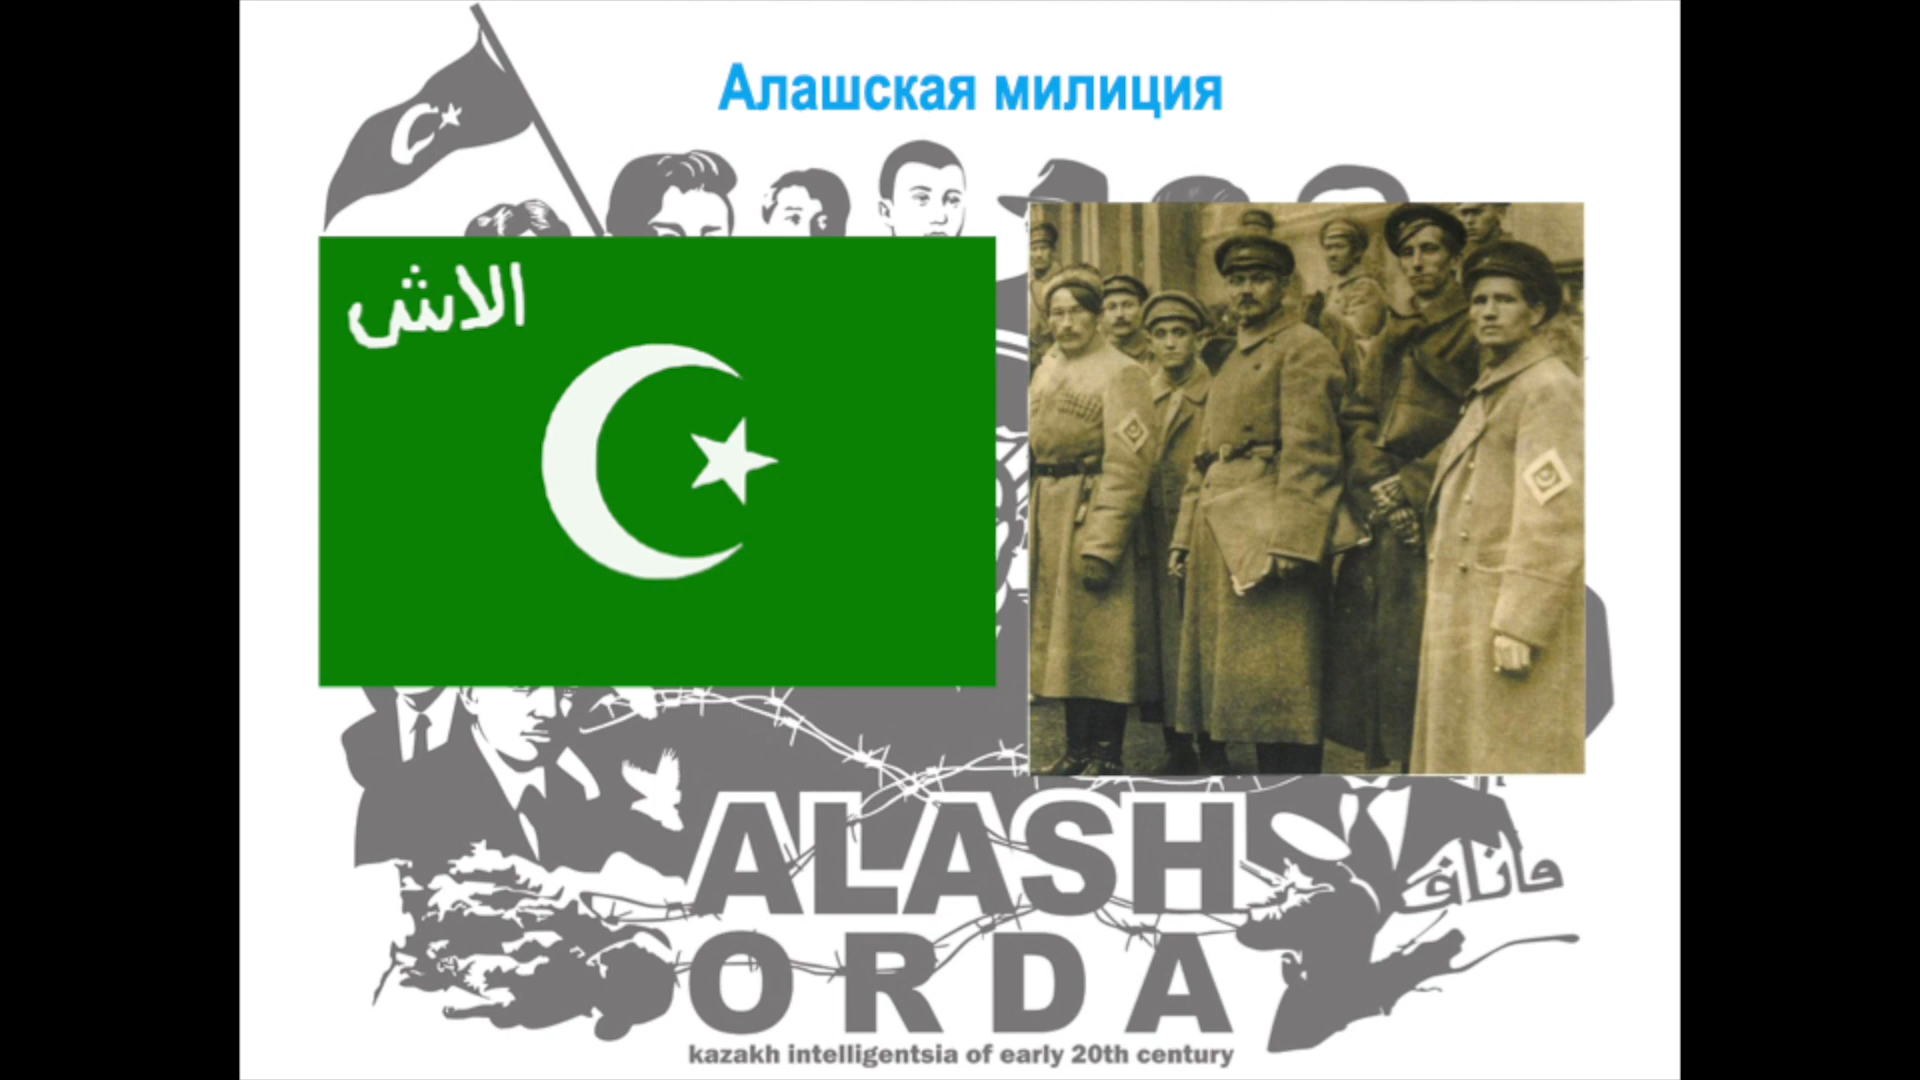 Алашская милиция
الاش
ALASH
ORDA
kazakh intelligentsia of early 20th century